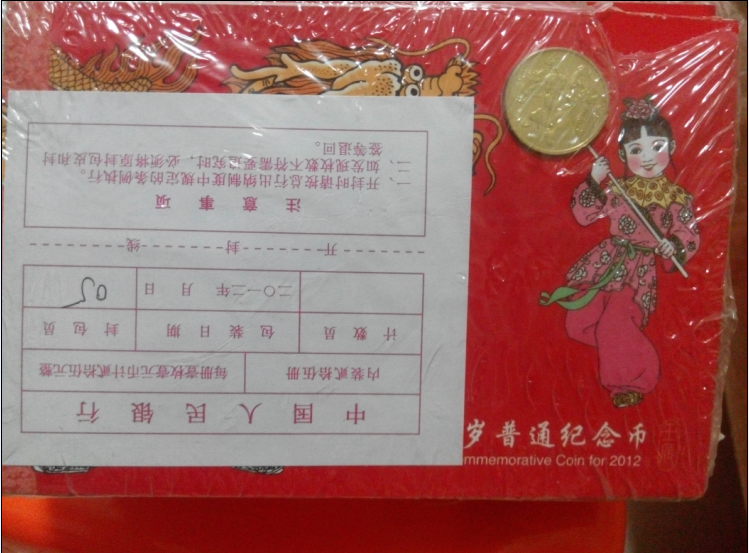 中国人民银行
内装贰拾伍册 每册壹枚壹元币计贰拾伍元整
计数员 包装日期 封包员
二〇一二年 月 日
开封线
注意事项
一、开封时请按总行出纳制度中规定的条例执行。
二、如发现枚数不符需要追究时，必须将原封包皮和封
签等退回。
岁普通纪念币
mmemorative Coin for 2012